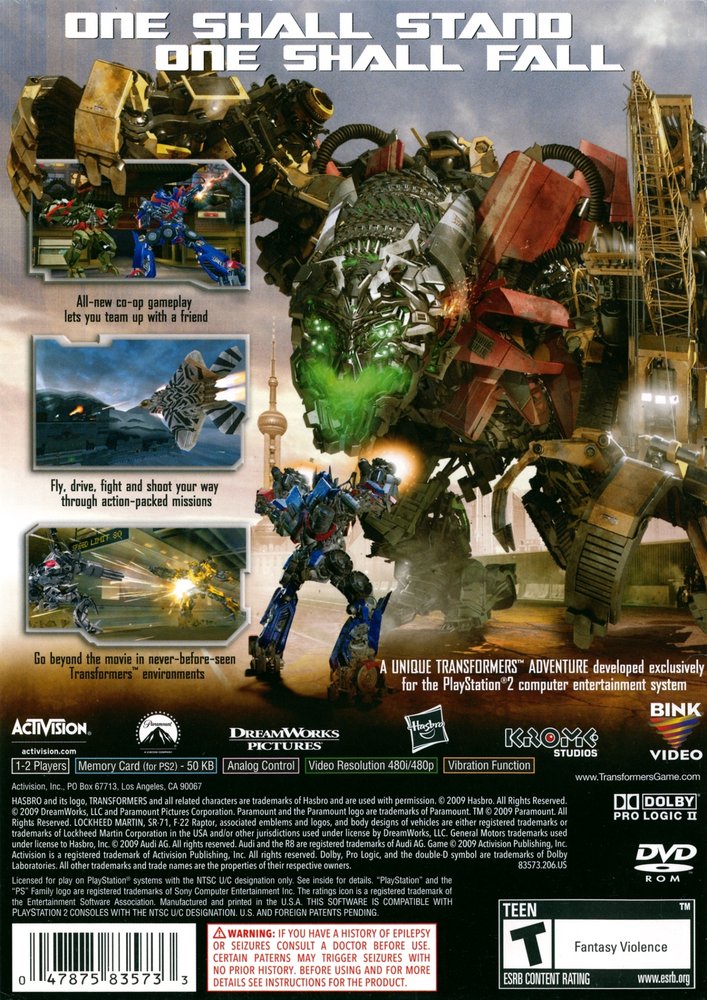 ONE SHALL STAND
ONE SHALL FALL
All-new co-op gameplay
lets you team up with a friend
Fly, drive, fight and shoot your way
through action-packed missions
SPEED LIMIT 50
Go beyond the movie in never-before-seen
Transformers™ environments
A UNIQUE TRANSFORMERS™ ADVENTURE developed exclusively
for the PlayStation®2 computer entertainment system
ACTIVISION.
activision.com
Paramount
DREAMWORKS
PICTURES
Hasbro
KROME
STUDIOS
BINK
VIDEO
1-2 Players
Memory Card (for PS2) - 50 KB
Analog Control
Video Resolution 480i/480p
Vibration Function
www.TransformersGame.com
Activision, Inc., PO Box 67713, Los Angeles, CA 90067
HASBRO and its logo, TRANSFORMERS and all related characters are trademarks of Hasbro and are used with permission. © 2009 Hasbro. All Rights Reserved.
© 2009 DreamWorks, LLC and Paramount Pictures Corporation. Paramount and the Paramount logo are trademarks of Paramount. TM © 2009 Paramount. All
Rights Reserved. LOCKHEED MARTIN, SR-71, F-22 Raptor, associated emblems and logos, and body designs of vehicles are either registered trademarks or
trademarks of Lockheed Martin Corporation in the USA and/or other jurisdictions used under license by DreamWorks, LLC. General Motors trademarks used
under license to Hasbro, Inc. © 2009 Audi AG. All rights reserved. Audi and the R8 are registered trademarks of Audi AG. Game © 2009 Activision Publishing, Inc.
Activision is a registered trademark of Activision Publishing, Inc. All rights reserved. Dolby, Pro Logic, and the double-D symbol are trademarks of Dolby
Laboratories. All other trademarks and trade names are the properties of their respective owners.
83573.206.US
DOLBY
PRO LOGIC II
DVD
ROM
Licensed for play on PlayStation® systems with the NTSC U/C designation only. See inside for details. "PlayStation" and the
"PS" Family logo are registered trademarks of Sony Computer Entertainment Inc. The ratings icon is a registered trademark of
the Entertainment Software Association. Manufactured and printed in the U.S.A. THIS SOFTWARE IS COMPATIBLE WITH
PLAYSTATION 2 CONSOLES WITH THE NTSC U/C DESIGNATION. U.S. AND FOREIGN PATENTS PENDING.
0 47875 83573 3
WARNING: IF YOU HAVE A HISTORY OF EPILEPSY
OR SEIZURES CONSULT A DOCTOR BEFORE USE.
CERTAIN PATERNS MAY TRIGGER SEIZURES WITH
NO PRIOR HISTORY. BEFORE USING AND FOR MORE
DETAILS SEE INSTRUCTIONS FOR THE PRODUCT.
TEEN
™
T
Fantasy Violence
ESRB CONTENT RATING
www.esrb.org